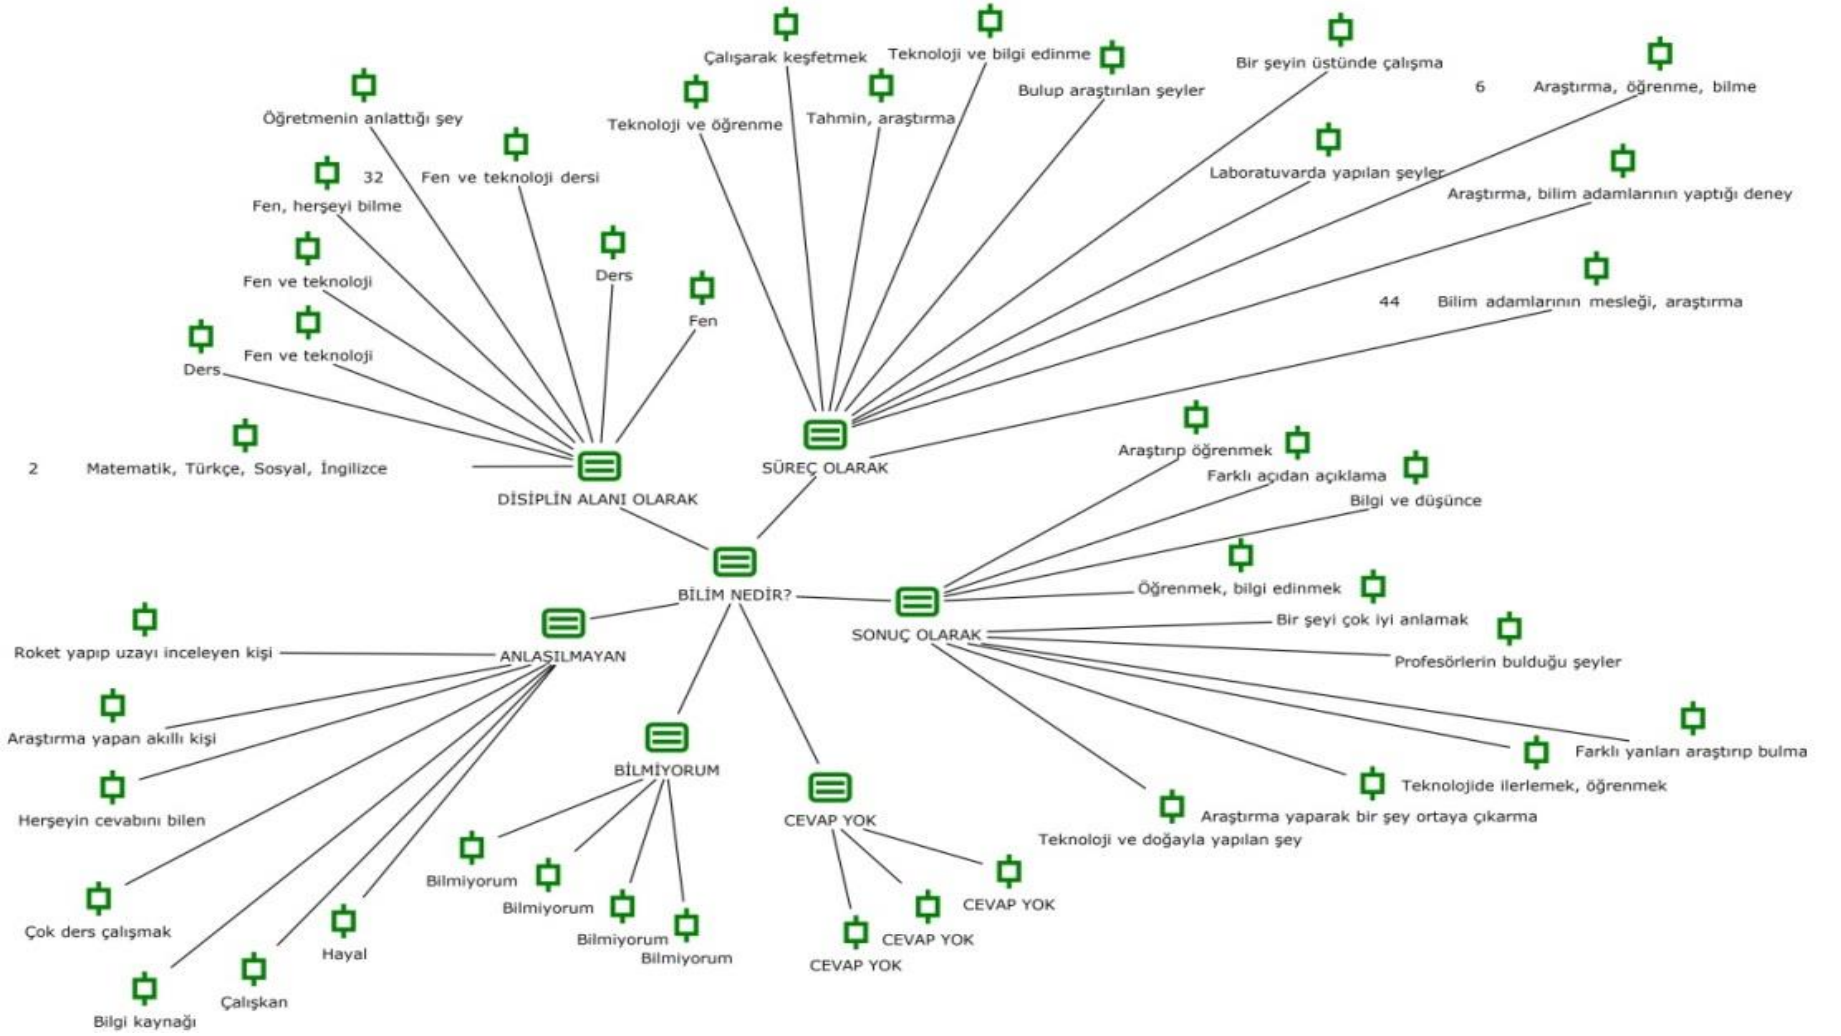 Çalışarak keşfetmek
Teknoloji ve bilgi edinme
Bir şeyin üstünde çalışma
6 Araştırma, öğrenme, bilme
Bulup araştırılan şeyler
Öğretmenin anlattığı şey
Teknoloji ve öğrenme
Tahmin, araştırma
32 Fen ve teknoloji dersi
Laboratuvarda yapılan şeyler
Araştırma, bilim adamlarının yaptığı deney
Fen, herşeyi bilme
Ders
Fen ve teknoloji
44 Bilim adamlarının mesleği, araştırma
Fen
Fen ve teknoloji
Ders
Araştırıp öğrenmek
2 Matematik, Türkçe, Sosyal, İngilizce
SÜREÇ OLARAK
Farklı açıdan açıklama
DİSİPLİN ALANI OLARAK
Bilgi ve düşünce
BİLİM NEDİR?
Öğrenmek, bilgi edinmek
Bir şeyi çok iyi anlamak
SONUÇ OLARAK
Roket yapıp uzayı inceleyen kişi
ANLAŞILMAYAN
Profesörlerin bulduğu şeyler
Araştırma yapan akıllı kişi
Farklı yanları araştırıp bulma
BİLMİYORUM
Teknolojide ilerlemek, öğrenmek
Herşeyin cevabını bilen
CEVAP YOK
Araştırma yaparak bir şey ortaya çıkarma
Teknoloji ve doğayla yapılan şey
Bilmiyorum
Bilmiyorum
CEVAP YOK
Çok ders çalışmak
Bilmiyorum
CEVAP YOK
Hayal
Bilmiyorum
CEVAP YOK
Çalışkan
Bilgi kaynağı